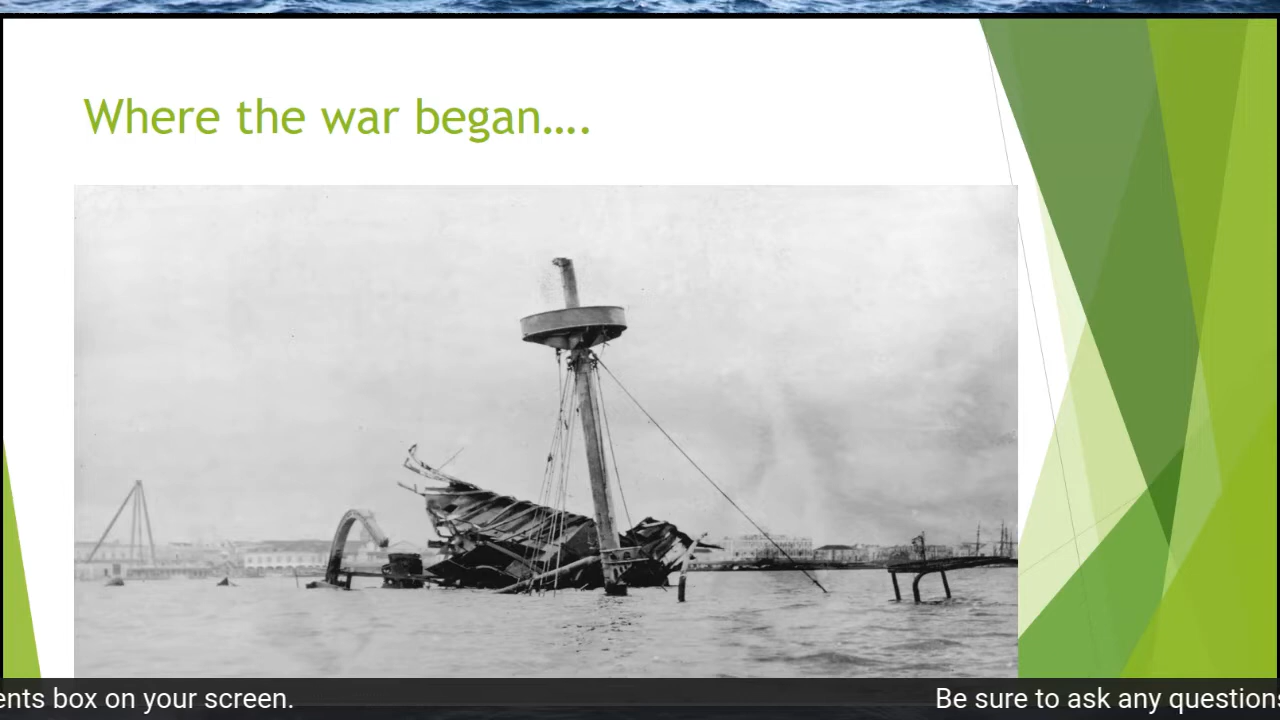 Where the war began....
ents box on your screen.
Be sure to ask any questions